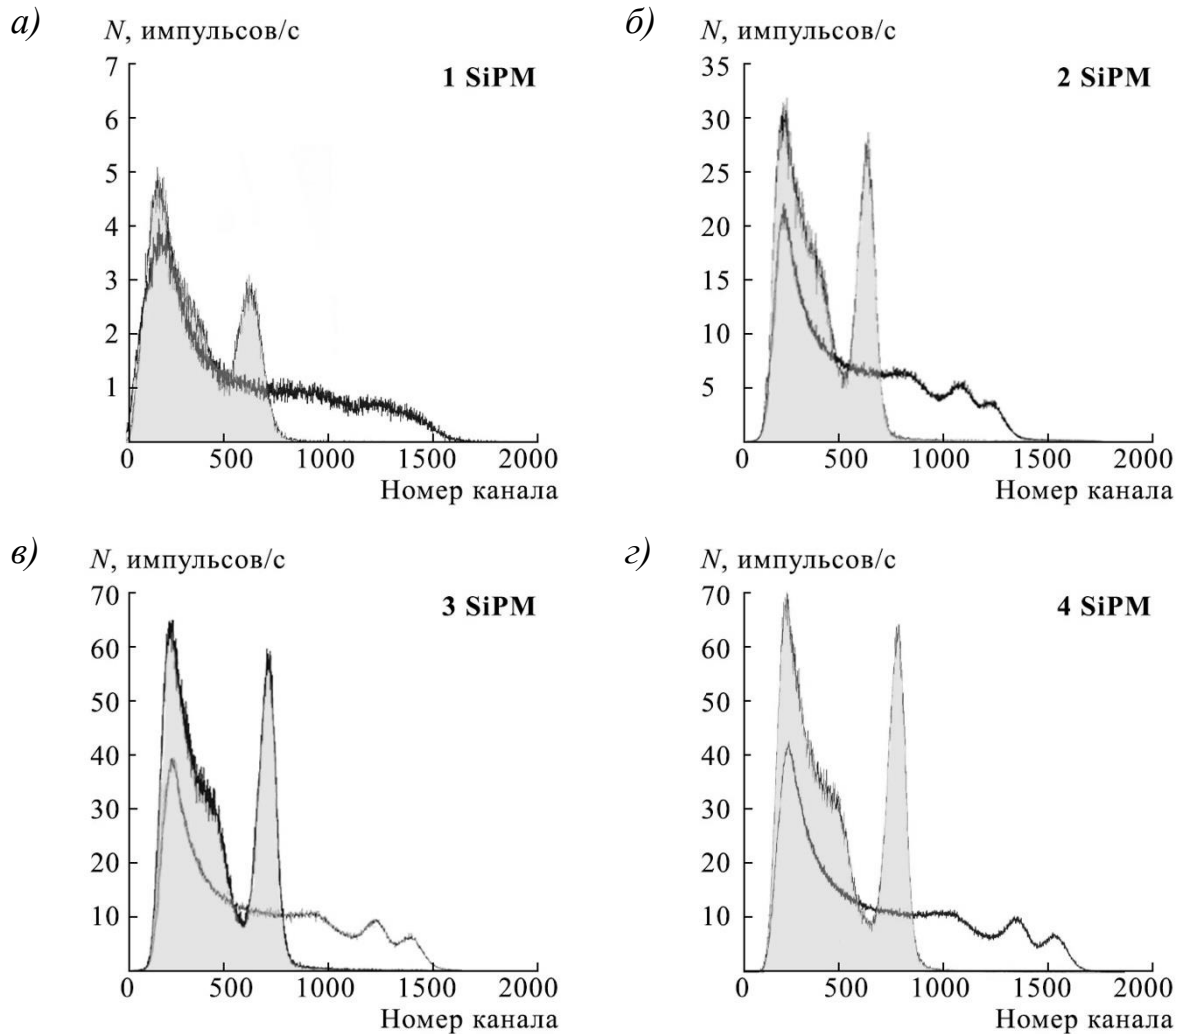 а)
N, импульсов/с
1 SiPM
7
6
5
4
3
2
1
0 500 1000 1500 2000
Номер канала
б)
N, импульсов/с
2 SiPM
35
30
25
20
15
10
5
0 500 1000 1500 2000
Номер канала
в)
N, импульсов/с
3 SiPM
70
60
50
40
30
20
10
0 500 1000 1500 2000
Номер канала
г)
N, импульсов/с
4 SiPM
70
60
50
40
30
20
10
0 500 1000 1500 2000
Номер канала